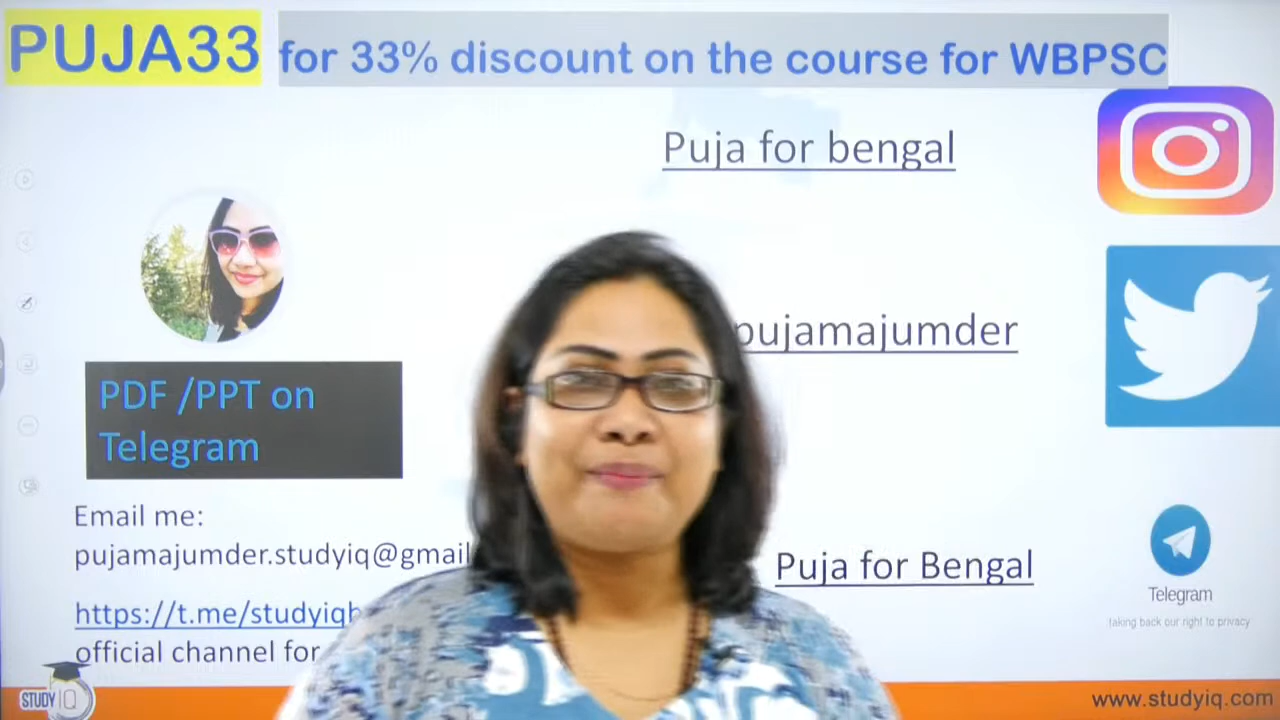 PUJA33 for 33% discount on the course for WBPSC
Puja for bengal
pujamajumder
PDF /PPT on
Telegram
Email me:
pujamajumder.studyiq@gmail
Puja for Bengal
Telegram
taking back our right to privacy
https://t.me/studyiq
official channel for
STUDY IQ
www.studyiq.com